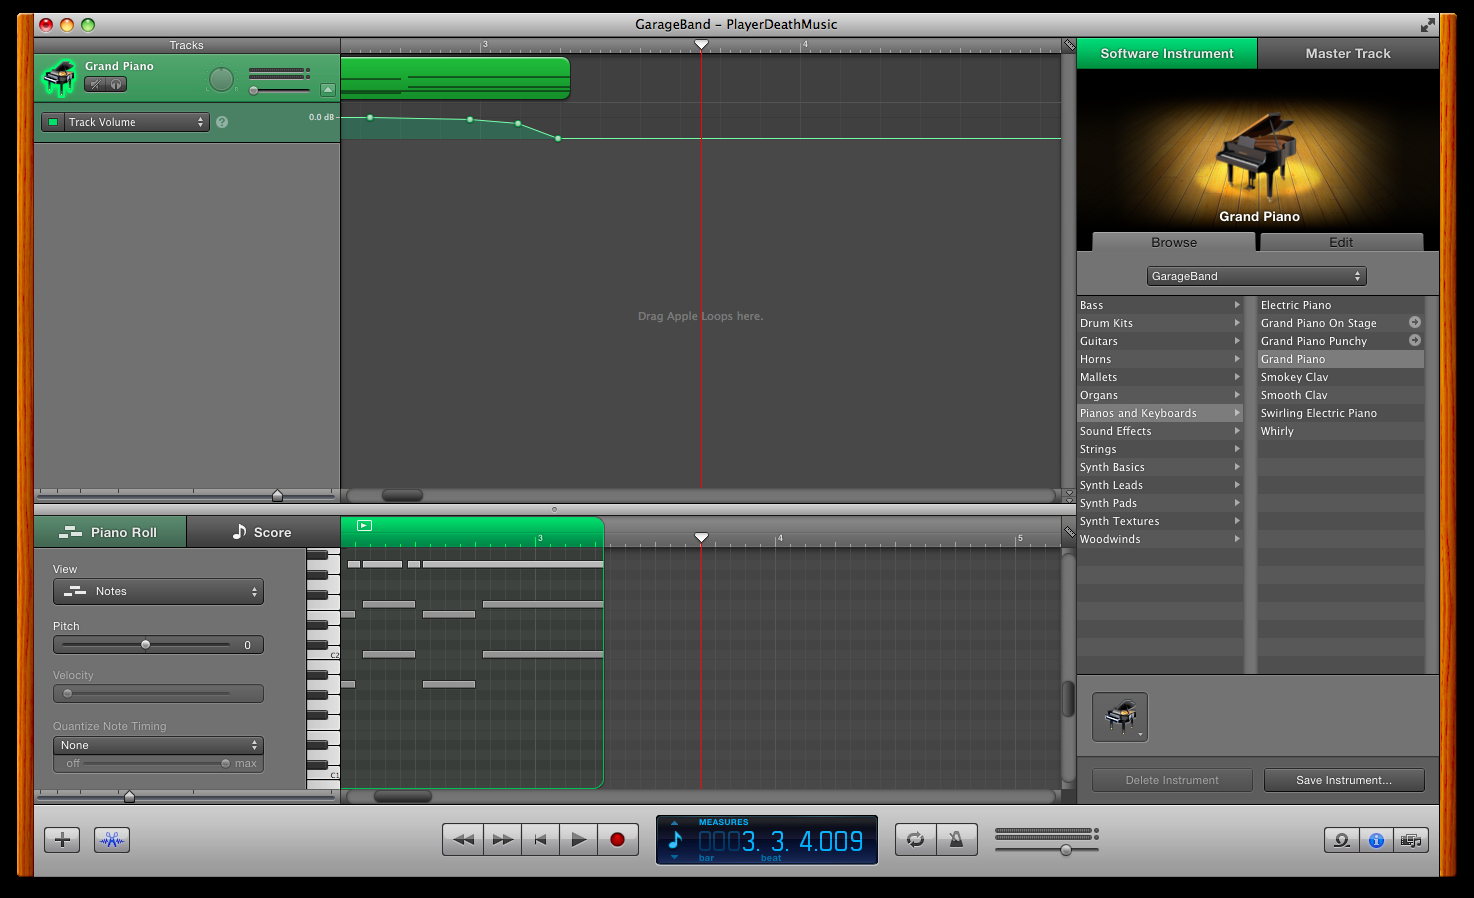 GarageBand - PlayerDeathMusic
Tracks
3
4
Grand Piano
L
R
Track Volume
?
0.0 dB
Drag Apple Loops here.
Software Instrument
Master Track
Grand Piano
Browse
Edit
GarageBand
Bass
Drum Kits
Guitars
Horns
Mallets
Organs
Pianos and Keyboards
Sound Effects
Strings
Synth Basics
Synth Leads
Synth Pads
Synth Textures
Woodwinds
Electric Piano
Grand Piano On Stage
Grand Piano Punchy
Grand Piano
Smokey Clav
Smooth Clav
Swirling Electric Piano
Whirly
Piano Roll
Score
3
4
5
View
Notes
Pitch
0
Velocity
Quantize Note Timing
None
off
max
C2
C1
Delete Instrument
Save Instrument...
MEASURES
0003. 3. 4.009
bar
beat